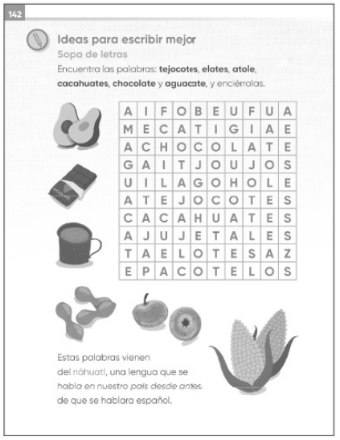 142
Ideas para escribir mejor
Sopa de letras
Encuentra las palabras: tejocotes, elotes, atole,
cacahuates, chocolate y aguacate, y enciérralas.
A I F O B E U F U A
M E C A T I G I A E
A C H O C O L A T E
G A I T J O U J O S
U I L A G O H O L E
A T E J O C O T E S
C A C A H U A T E S
A J U J E T A L E S
T A E L O T E S A Z
E P A C O T E L O S
Estas palabras vienen
del náhuatl, una lengua que se
habla en nuestro país desde antes
de que se hablara español.